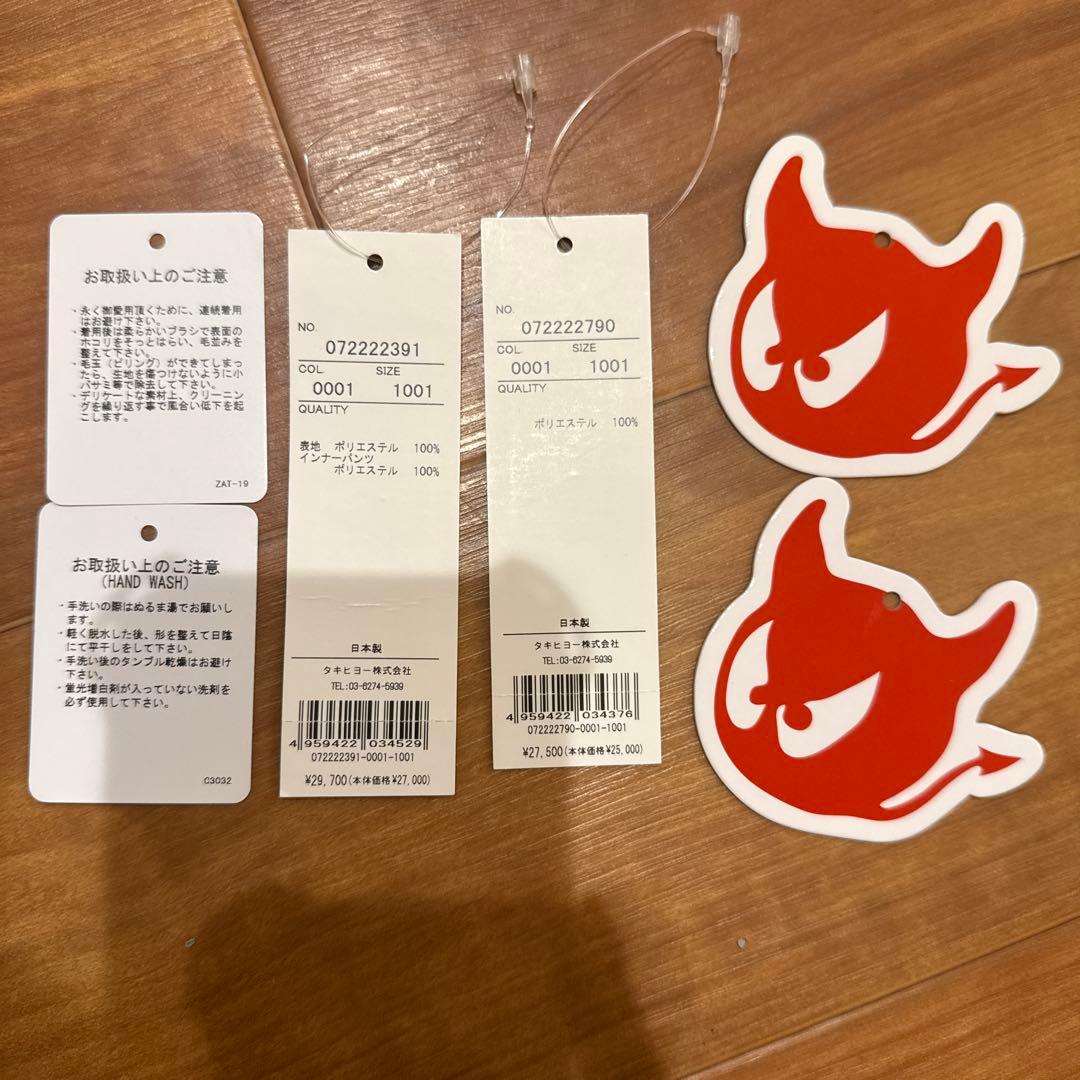 お取扱い上のご注意
・永く御愛用頂くために、連続着用
はお避け下さい。
・着用後は柔らかいブラシで表面の
ホコリをそっとはらい、毛並みを
整えて下さい。
・毛玉(ピリング)ができてしまっ
たら、生地を傷つけないように小
バサミ等で除去して下さい。
・デリケートな素材上、クリーニン
グを繰り返す事で風合い低下を起
こします。
ZAT-19
お取扱い上のご注意
(HAND WASH)
・手洗いの際はぬるま湯でお願いし
ます。
・軽く脱水した後、形を整えて日陰
にて平干しをして下さい。
・手洗い後のタンブル乾燥はお避け
下さい。
・蛍光増白剤が入っていない洗剤を
必ず使用して下さい。
C3032
NO.
072222391
COL SIZE
0001 1001
QUALITY
表地 ポリエステル 100%
インナーパンツ
ポリエステル 100%
日本製
タキヒヨー株式会社
TEL:03-6274-5939
4 959422 034529
072222391-0001-1001
¥29,700(本体価格¥27,000)
NO.
072222790
COL SIZE
0001 1001
QUALITY
ポリエステル 100%
日本製
タキヒヨー株式会社
TEL:03-6274-5939
4 959422 034376
072222790-0001-1001
¥27,500(本体価格¥25,000)